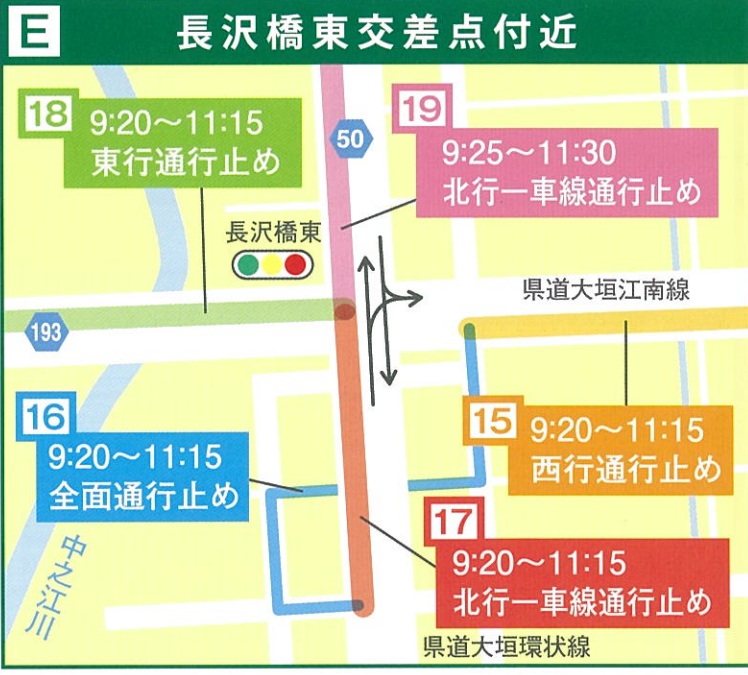 E 長沢橋東交差点付近
18
9:20～11:15
東行通行止め
50
19
9:25～11:30
北行一車線通行止め
長沢橋東
県道大垣江南線
193
16
9:20～11:15
全面通行止め
15
9:20～11:15
西行通行止め
17
9:20～11:15
北行一車線通行止め
中之江川
県道大垣環状線